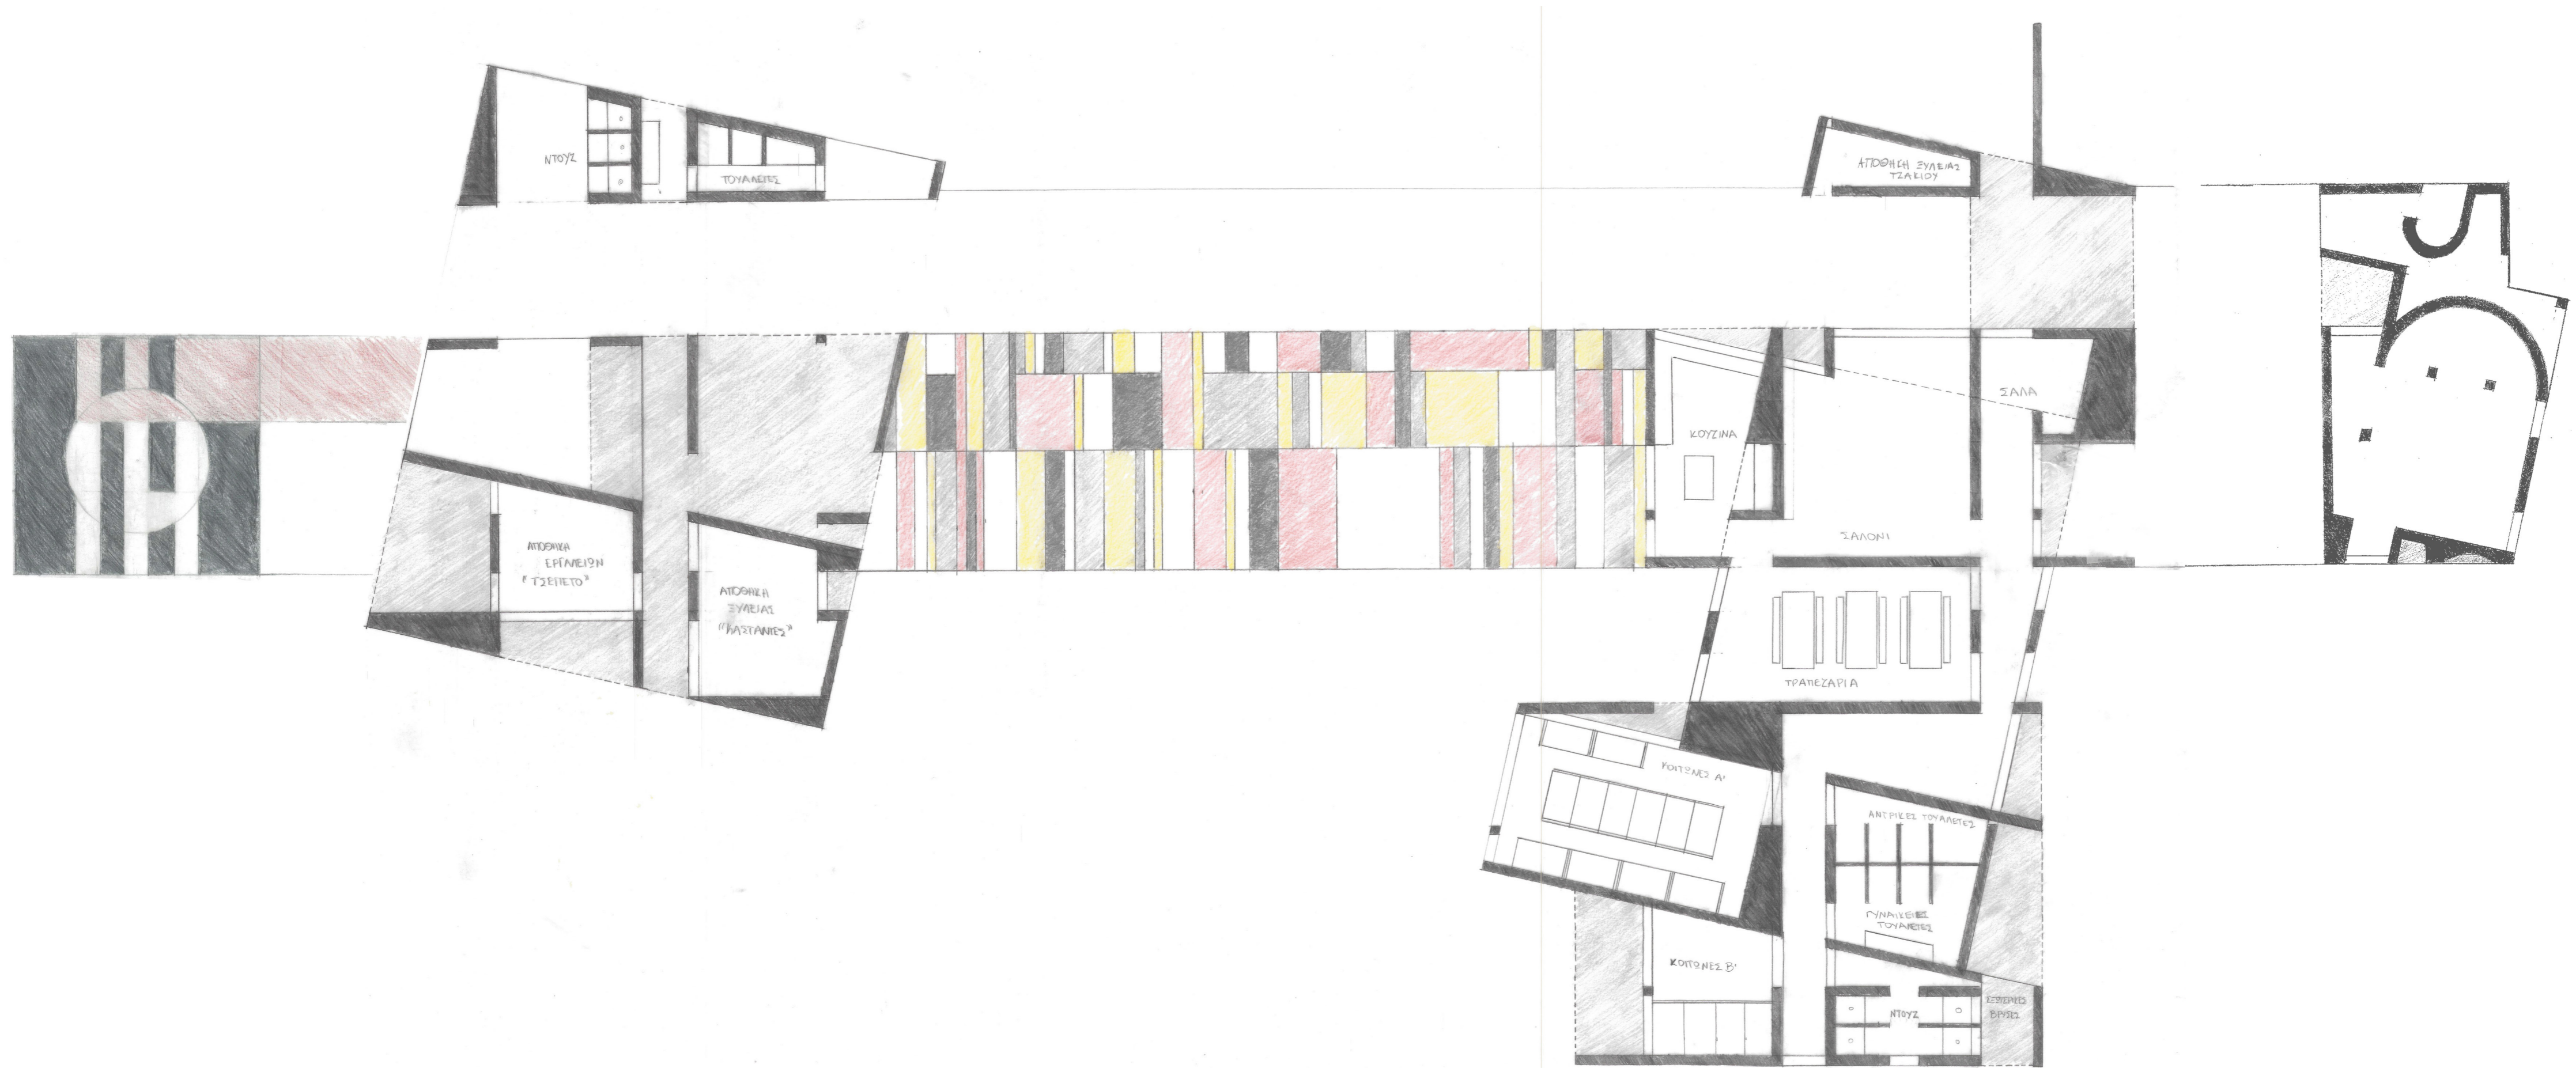 ΝΤΟΥΖ
ΤΟΥΑΛΕΤΕΣ
ΑΠΟΘΗΚΗ ΞΥΛΕΙΑΣ
ΤΖΑΚΙΟΥ
ΑΠΟΘΗΚΗ
ΕΡΓΑΛΕΙΩΝ
"ΤΣΕΠΕΤΟ"
ΑΠΟΘΗΚΗ
ΞΥΛΕΙΑΣ
"ΚΑΣΤΑΝΙΕΣ"
ΚΟΥΖΙΝΑ
ΣΑΛΑ
ΣΑΛΟΝΙ
ΤΡΑΠΕΖΑΡΙΑ
ΚΟΙΤΩΝΕΣ Α'
ΑΝΤΡΙΚΕΣ ΤΟΥΑΛΕΤΕΣ
ΓΥΝΑΙΚΕΙΕΣ
ΤΟΥΑΛΕΤΕΣ
ΚΟΙΤΩΝΕΣ Β'
ΝΤΟΥΖ
ΒΡΥΣΕΣ